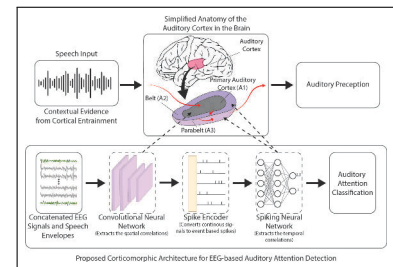 Simplified Anatomy of the
Auditory Cortex in the Brain
Speech Input
Contextual Evidence
from Cortical Entrainment
Auditory
Cortex
Primary Auditory
Cortex (A1)
Belt (A2)
Parabelt (A3)
Auditory Perception
Concatenated EEG
Signals and Speech
Envelopes
Convolutional Neural
Network
(Extracts the spatial correlations)
Spike Encoder
(Converts continous sig-
nals to event based spikes)
Spiking Neural
Network
(Extracts the temporal
correlations)
Auditory
Attention
Classification
Proposed Corticomorphic Architecture for EEG-based Auditory Attention Detection